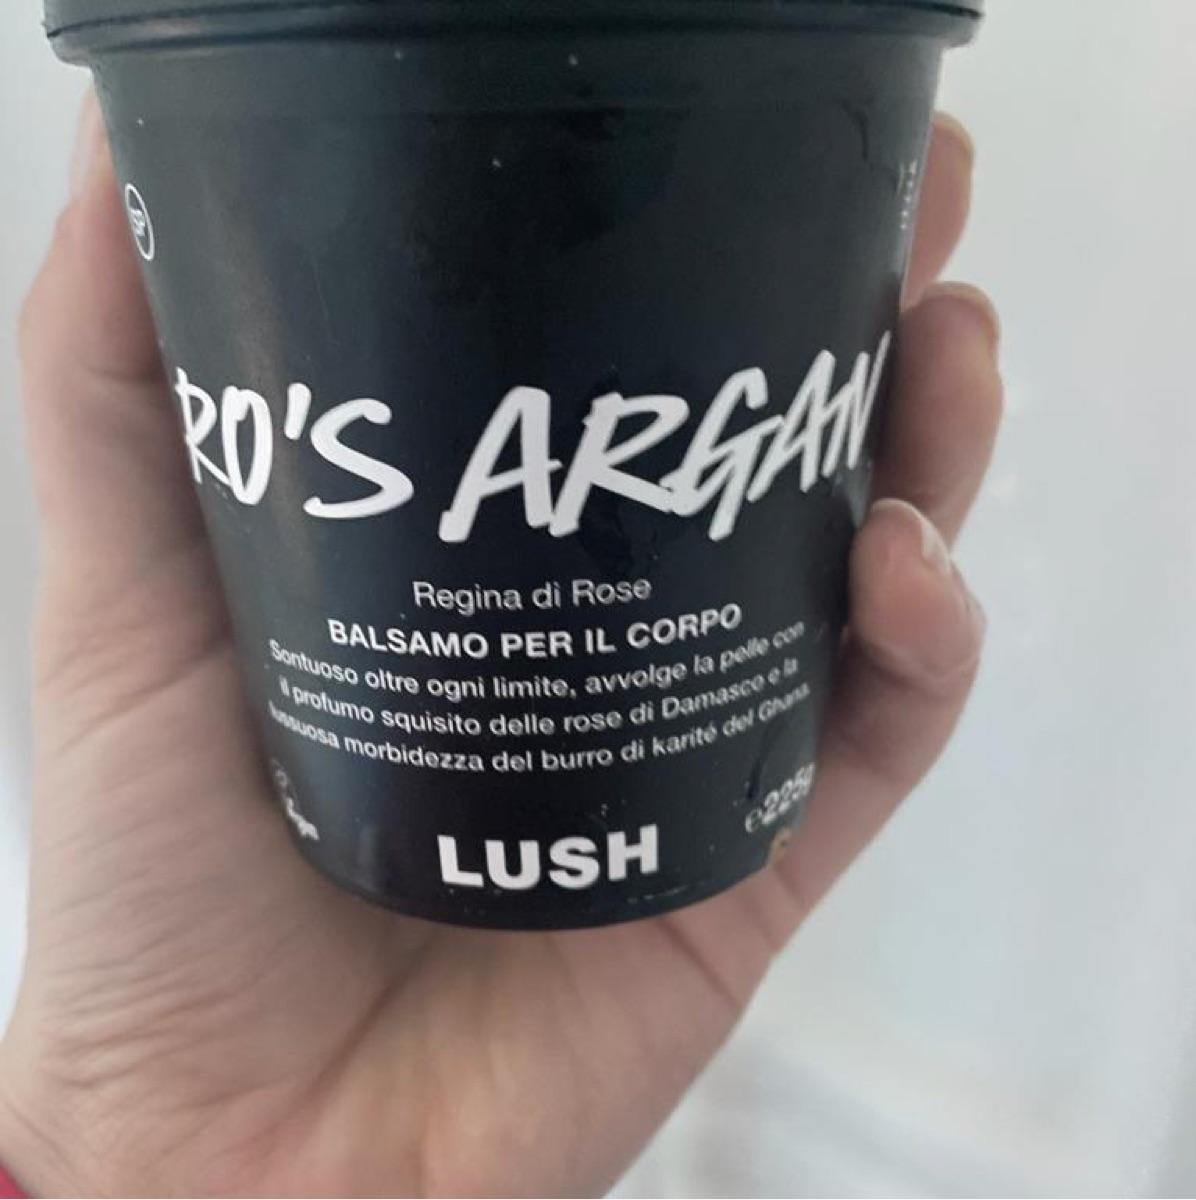 RO'S ARGAN
Regina di Rose
BALSAMO PER IL CORPO
Sontuoso oltre ogni limite, avvolge la pelle con
il profumo squisito delle rose di Damasco e la
lussuosa morbidezza del burro di karité del Ghana.
LUSH
e225g